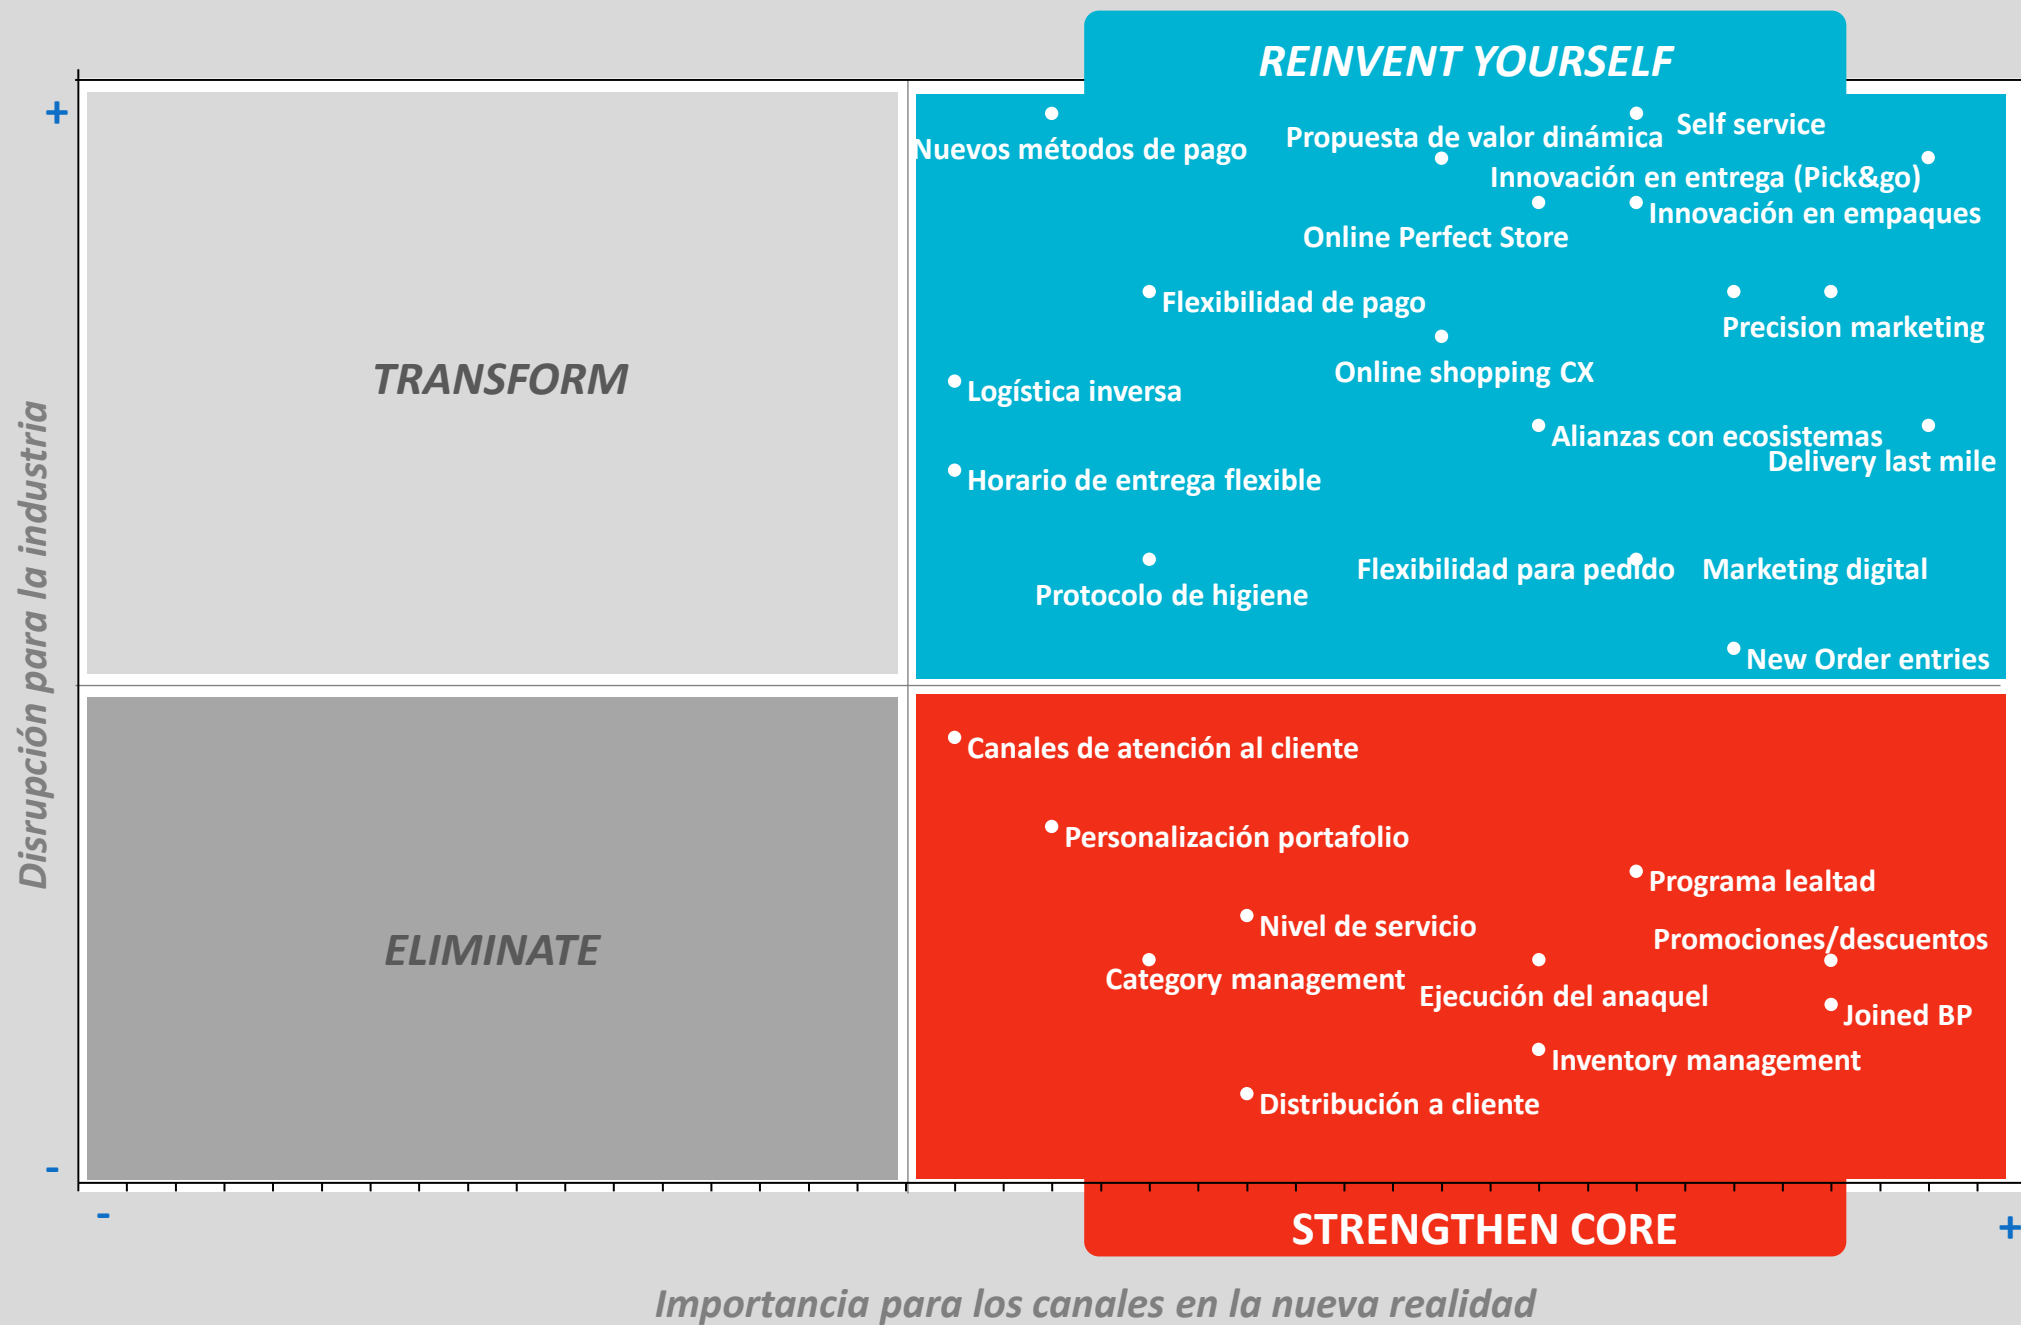 REINVENT YOURSELF
+
Nuevos métodos de pago
Propuesta de valor dinámica
Self service
Innovación en entrega (Pick&go)
Innovación en empaques
Online Perfect Store
Flexibilidad de pago
Precision marketing
Online shopping CX
TRANSFORM
Logística inversa
Alianzas con ecosistemas
Delivery last mile
Horario de entrega flexible
Flexibilidad para pedido
Marketing digital
Protocolo de higiene
New Order entries
Disrupción para la industria
Canales de atención al cliente
Personalización portafolio
Programa lealtad
Nivel de servicio
Promociones/descuentos
ELIMINATE
Category management
Ejecución del anaquel
Joined BP
Inventory management
Distribución a cliente
-
-
STRENGTHEN CORE
+
Importancia para los canales en la nueva realidad